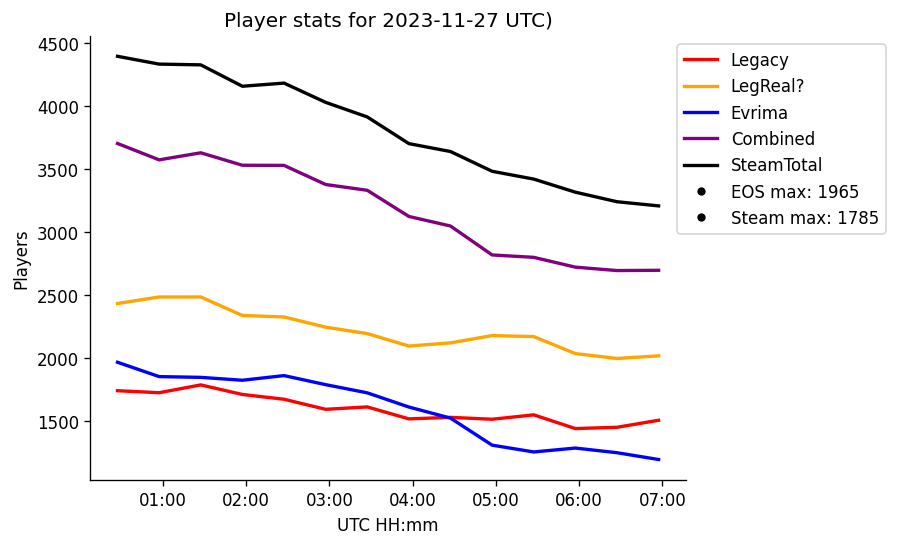 Player stats for 2023-11-27 UTC)
4500
4000
3500
3000
2500
2000
1500
Players
01:00 02:00 03:00 04:00 05:00 06:00 07:00
UTC HH:mm
Legacy
LegReal?
Evrima
Combined
SteamTotal
EOS max: 1965
Steam max: 1785